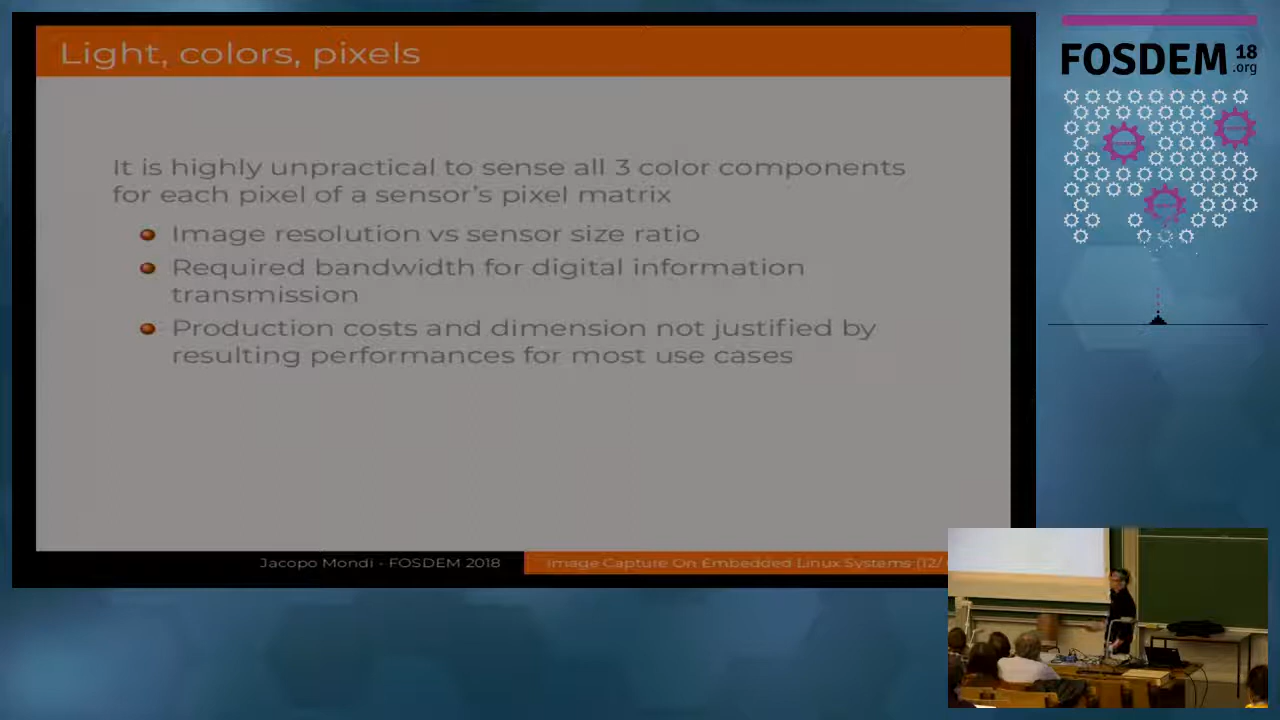 Light, colors, pixels
It is highly unpractical to sense all 3 color components
for each pixel of a sensor's pixel matrix
Image resolution vs sensor size ratio
Required bandwidth for digital information
transmission
Production costs and dimension not justified by
resulting performances for most use cases
Jacopo Mondi - FOSDEM 2018
Image Capture On Embedded Linux Systems (12/
FOSDEM 18
.org